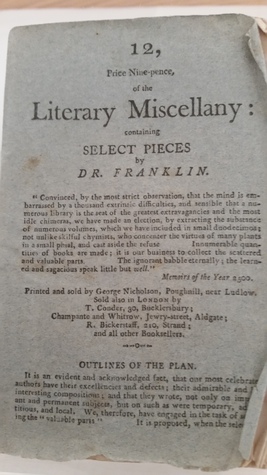 12,
Price Nine-pence,
of the
Literary Miscellany:
containing
SELECT PIECES
by
DR. FRANKLIN.
"Convinced, by the most strict observation, that the mind is em-
barrassed by a thousand extrinsic difficulties, and sensible that a nu-
merous library is the seat of the greatest extravagancies and the most
idle chimeras, we have made an election, by extracting the substance
of numerous volumes, which we have included in small duodecimos;
not unlike skilful chymists, who concenter the virtues of many plants
in a small phial, and cast aside the refuse Innumerable quan-
tities of books are made; it is our business to collect the scattered
and valuable parts The ignorant babble eternally; the learn-
ed and sagacious speak little but well."
Memoirs of the Year 2500.
Printed and sold by George Nicholson, Poughnill, near Ludlow.
Sold also in LONDON by
T. Conder, 30, Bucklersbury;
Champante and Whitrow, Jewry-street, Aldgate;
R. Bickerstaff, 210, Strand;
and all other Booksellers.
OUTLINES OF THE PLAN.
It is an evident and acknowledged fact, that our most celebrate
authors have their excellencies and defects; their admirable and
interesting compositions; and that they wrote, not only on im
ent and permanent subjects, but on such as were temporary, ad
titious, and local. We, therefore, have engaged in the task of
ing the "valuable parts" It is proposed, when the